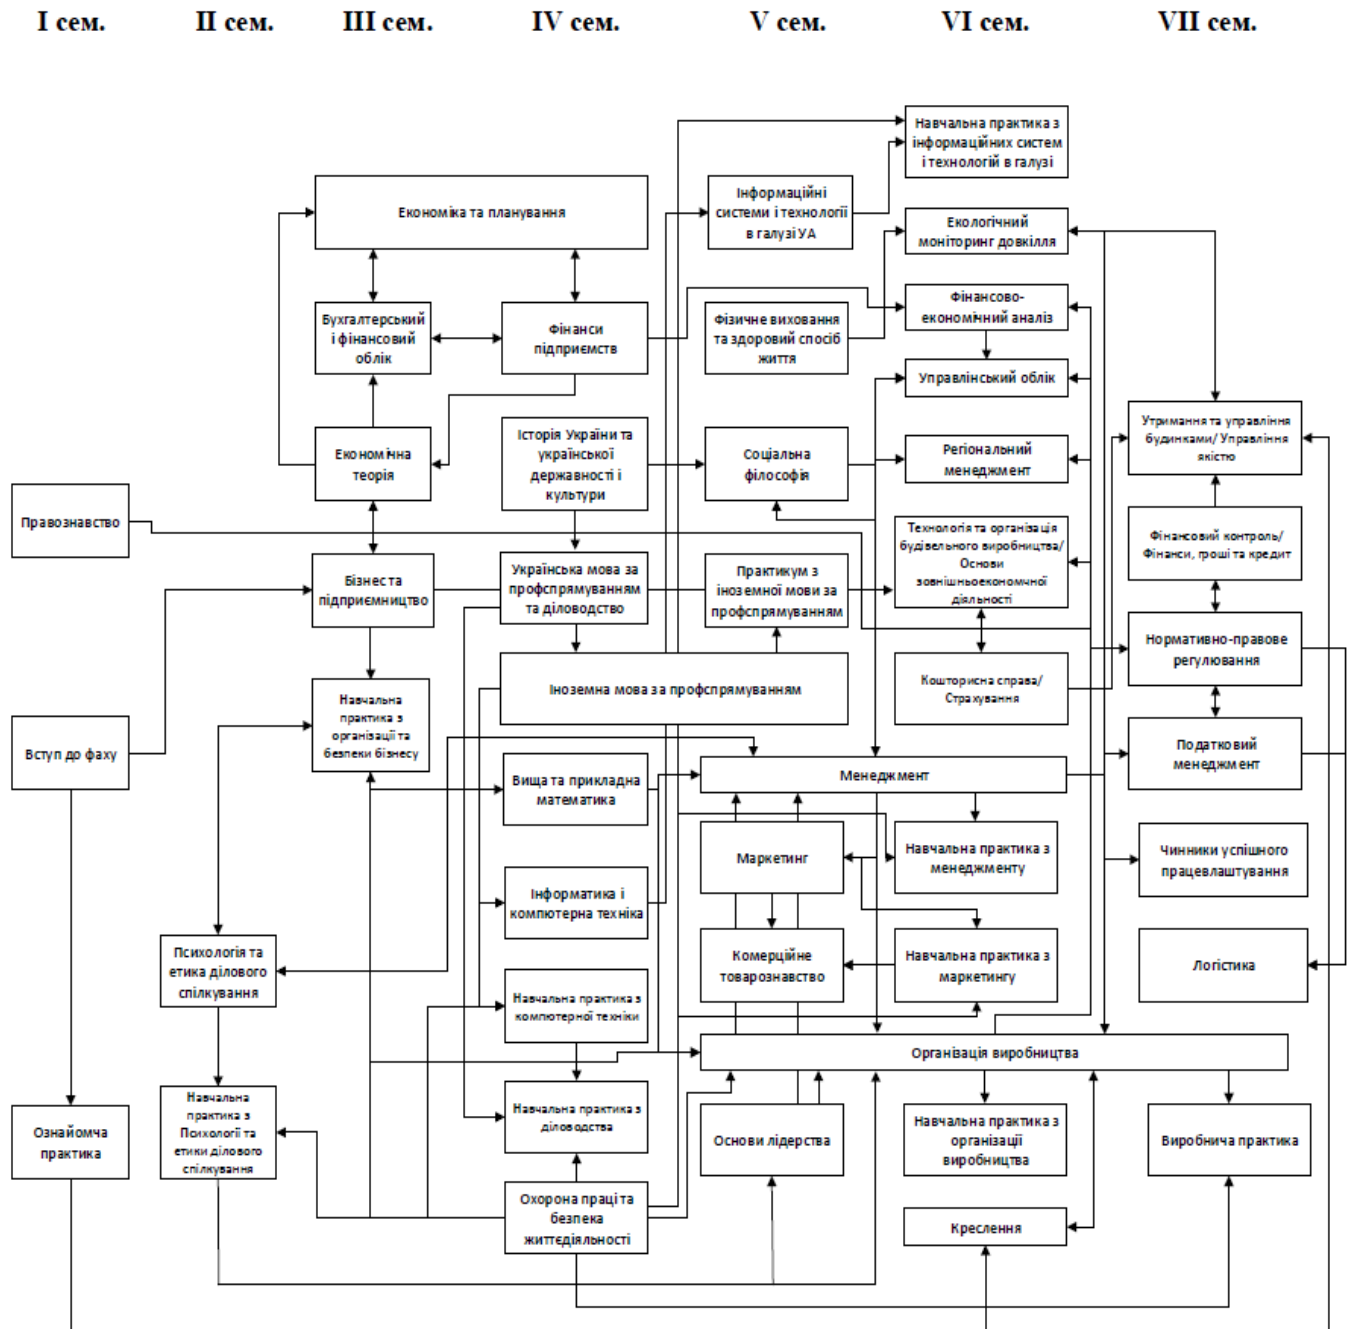 I сем. II сем. III сем. IV сем. V сем. VI сем. VII сем.
Навчальна практика з
інформаційних систем
і технологій в галузі
Економіка та планування
Інформаційні
системи і технології
в галузі УА
Екологічний
моніторинг довкілля
Бухгалтерський
і фінансовий
облік
Фінанси
підприємств
Фізичне виховання
та здоровий спосіб
життя
Фінансово-
економічний аналіз
Управлінський облік
Економічна
теорія
Історія України та
української
державності і
культури
Соціальна
філософія
Регіональний
менеджмент
Утримання та управління
будинками/ Управління
якістю
Правознавство
Технологія та організація
будівельного виробництва/
Основи
зовнішньоекономчної
діяльності
Фінансовий контроль/
Фінанси, гроші та кредит
Бізнес та
підприємництво
Українська мова за
профспрямуванням
та діловодство
Практикум з
іноземної мови за
профспрямуванням
Нормативно-правове
регулювання
Навчальна
практика з
організації та
безпеки бізнесу
Іноземна мова за профспрямуванням
Кошторисна справа/
Страхування
Вступ до фаху
Податковий
менеджмент
Вища та прикладна
математика
Менеджмент
Маркетинг
Навчальна практика з
менеджменту
Чинники успішного
працевлаштування
Інформатика і
компютерна техніка
Психологія та
етика ділового
спілкування
Комерційне
товарознавство
Навчальна практика з
маркетингу
Логістика
Навчальна практика з
компютерної техніки
Організація виробництва
Навчальна
практика з
Психології та
етики ділового
спілкування
Навчальна практика з
діловодства
Ознайомча
практика
Основи лідерства
Навчальна практика з
організації
виробництва
Виробнича практика
Охорона праці та
безпека
життєдіяльності
Креслення